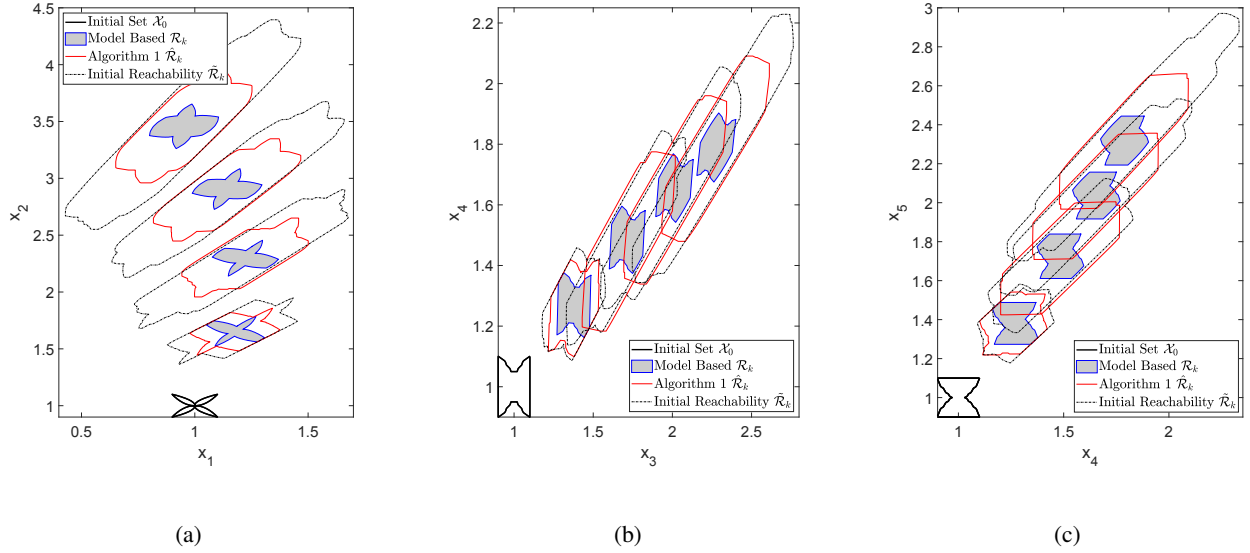 4.5
4
3.5
3
2.5
2
1.5
1
0.5
1
1.5
x₂
x₁
Initial Set 𝒳₀
Model Based ℛₖ
Algorithm 1 ℛ̂ₖ
Initial Reachability ℛ̃ₖ
(a)
2.2
2
1.8
1.6
1.4
1.2
1
1
1.5
2
2.5
x₄
x₃
Initial Set 𝒳₀
Model Based ℛₖ
Algorithm 1 ℛ̂ₖ
Initial Reachability ℛ̃ₖ
(b)
3
2.8
2.6
2.4
2.2
2
1.8
1.6
1.4
1.2
1
1
1.5
2
x₅
x₄
Initial Set 𝒳₀
Model Based ℛₖ
Algorithm 1 ℛ̂ₖ
Initial Reachability ℛ̃ₖ
(c)